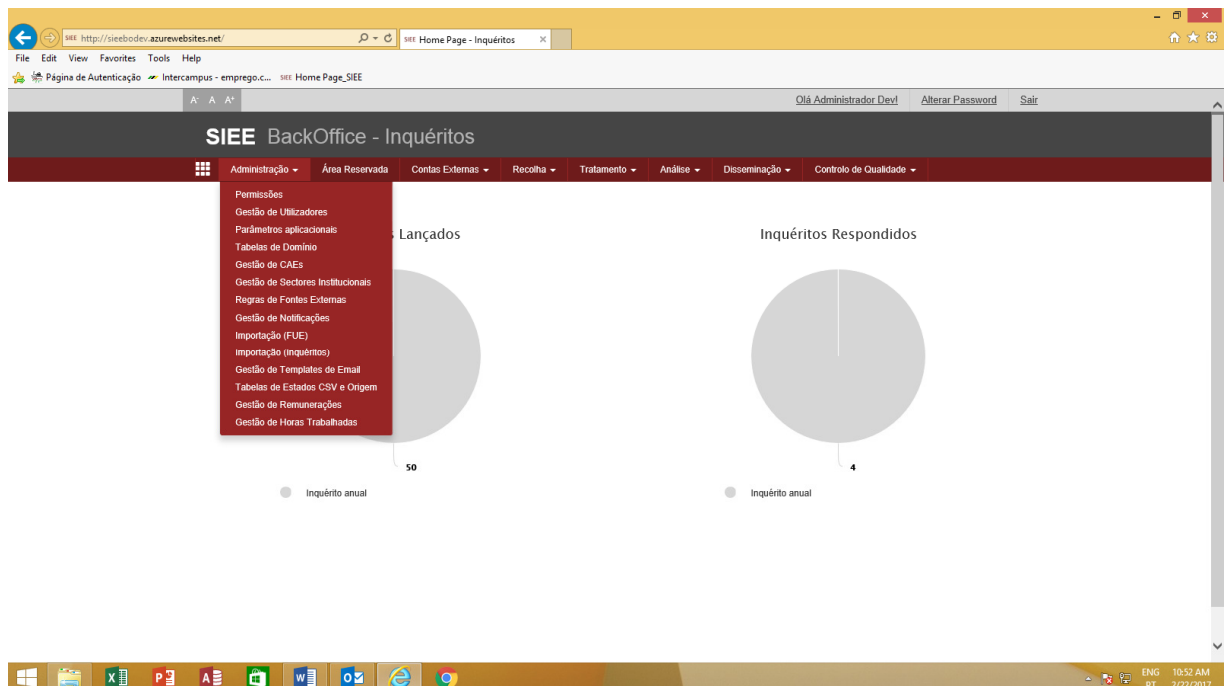 http://sieebodev.azurewebsites.net/
SIEE Home Page - Inquéritos
File Edit View Favorites Tools Help
Página de Autenticação Intercampus - emprego.c... SIEE Home Page_SIEE
A- A A+ Olá Administrador Dev! Alterar Password Sair
SIEE BackOffice - Inquéritos
Administração Área Reservada Contas Externas Recolha Tratamento Análise Disseminação Controlo de Qualidade
Permissões
Gestão de Utilizadores
Parâmetros aplicacionais
Tabelas de Domínio
Gestão de CAEs
Gestão de Sectores Institucionais
Regras de Fontes Externas
Gestão de Notificações
Importação (FUE)
Importação (Inquéritos)
Gestão de Templates de Email
Tabelas de Estados CSV e Origem
Gestão de Remunerações
Gestão de Horas Trabalhadas
Lançados
50
Inquérito anual
Inquéritos Respondidos
4
Inquérito anual
ENG 10:52 AM
PT 2/22/2017